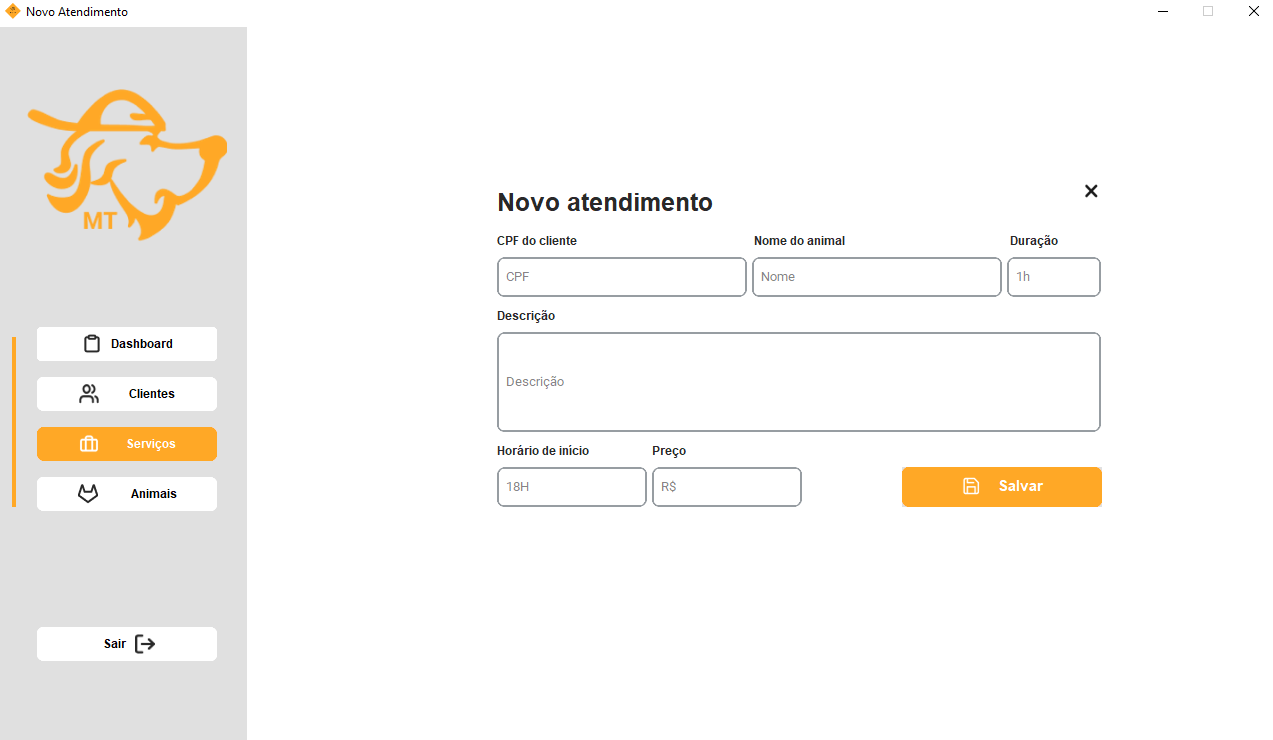 Novo Atendimento
MT
Dashboard
Clientes
Serviços
Animais
Sair
Novo atendimento
CPF do cliente Nome do animal Duração
CPF Nome 1h
Descrição
Descrição
Horário de início Preço
18H R$ Salvar